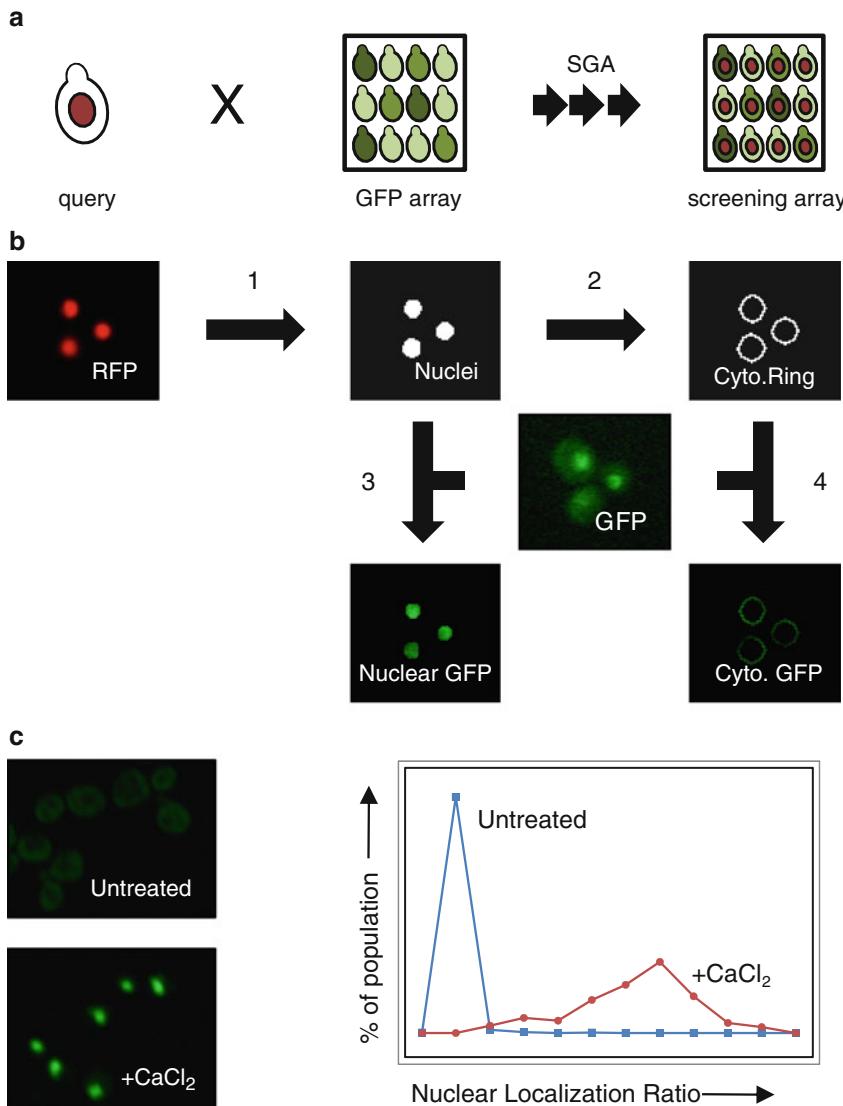 a
X
SGA
query
GFP array
screening array
b
1
2
RFP
Nuclei
Cyto.Ring
3
GFP
4
Nuclear GFP
Cyto. GFP
c
Untreated
+CaCl₂
% of population
Untreated
+CaCl₂
Nuclear Localization Ratio